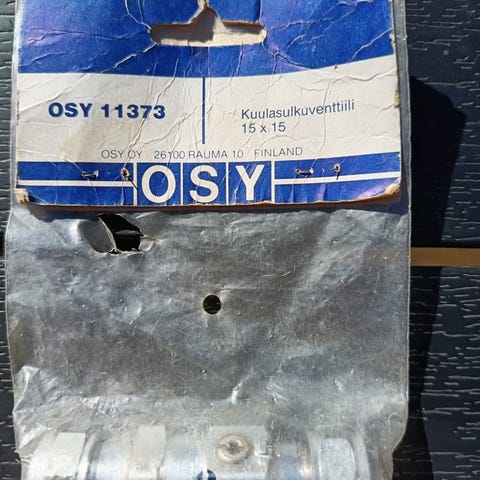 OSY 11373
Kuulasulkuventtiili
15 x 15
OSY OY 26100 RAUMA 10 FINLAND
OSY